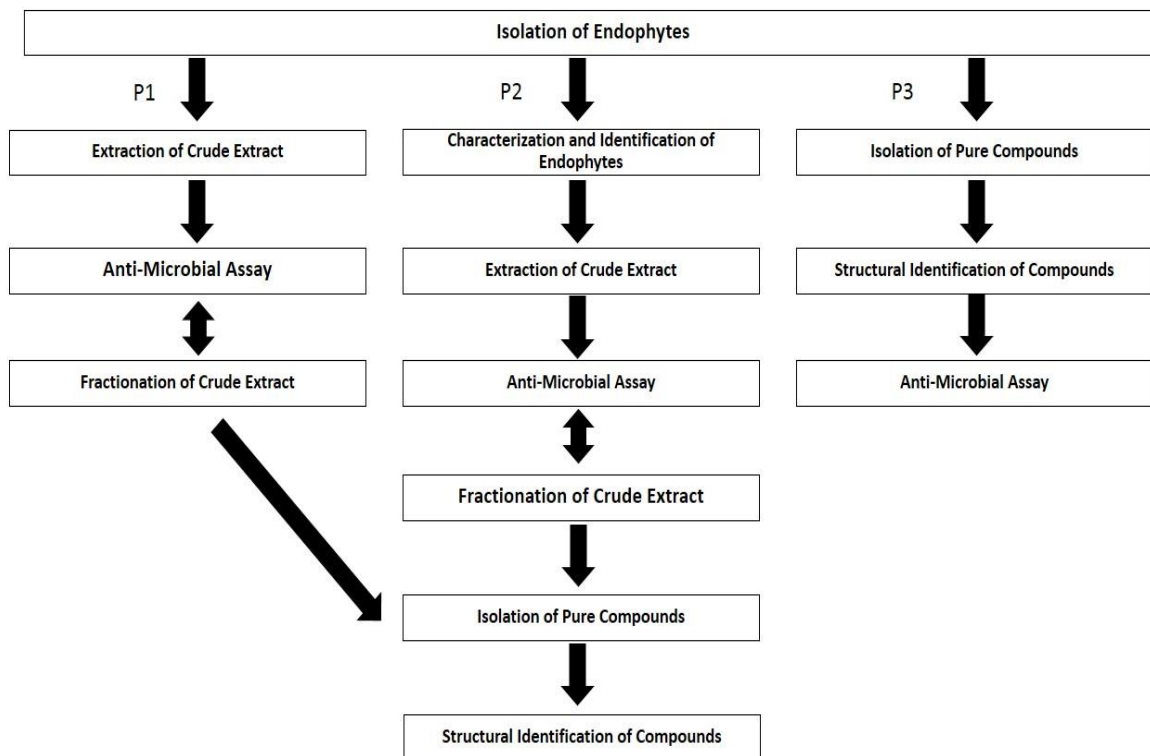 Isolation of Endophytes
P1
P2
P3
Extraction of Crude Extract
Characterization and Identification of
Endophytes
Isolation of Pure Compounds
Anti-Microbial Assay
Extraction of Crude Extract
Structural Identification of Compounds
Fractionation of Crude Extract
Anti-Microbial Assay
Anti-Microbial Assay
Fractionation of Crude Extract
Isolation of Pure Compounds
Structural Identification of Compounds